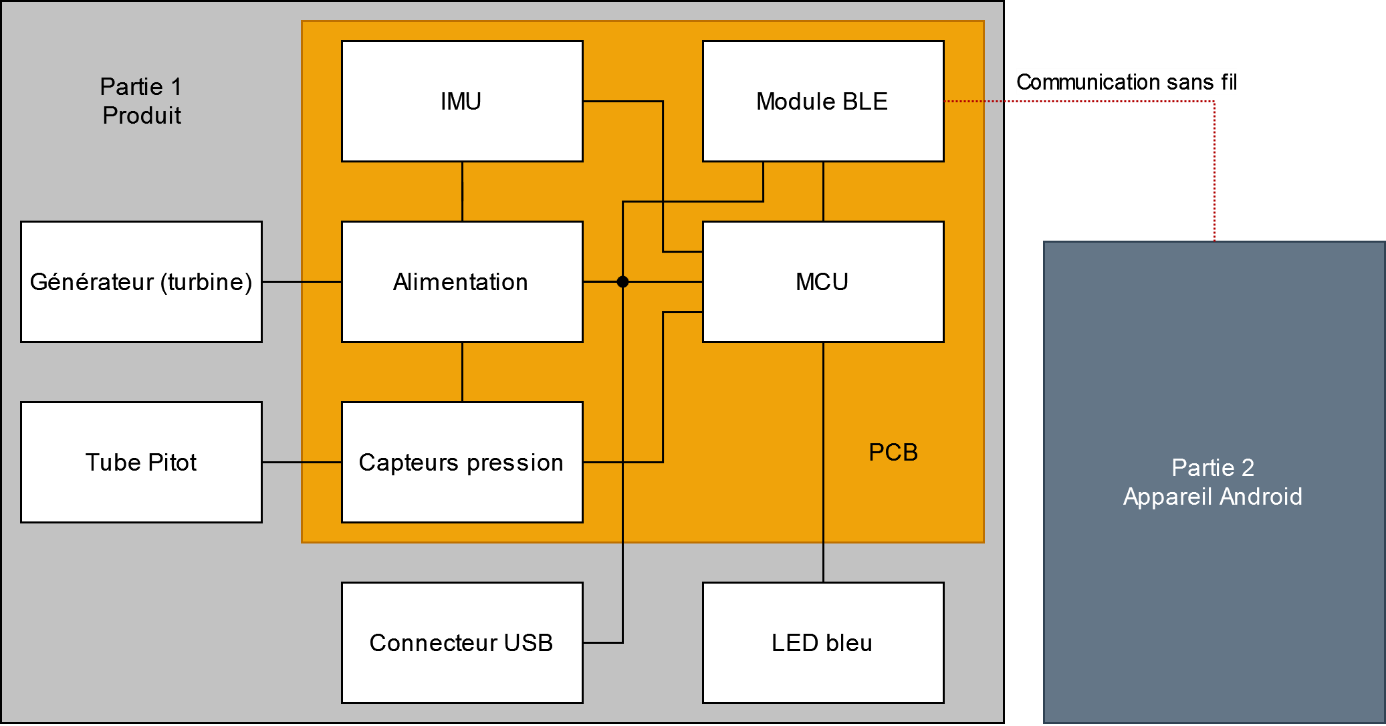 Partie 1
Produit
IMU
Module BLE
Communication sans fil
Générateur (turbine)
Alimentation
MCU
Tube Pitot
Capteurs pression
PCB
Partie 2
Appareil Android
Connecteur USB
LED bleu